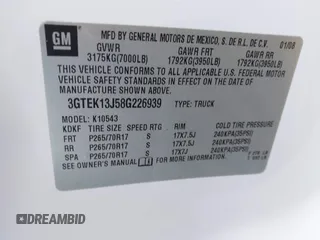 GM
MFD BY GENERAL MOTORS DE MEXICO, S. DE R.L. DE C.V. 01/08
GVWR GAWR FRT GAWR RR
3175KG(7000LB) 1792KG(3950LB) 1792KG(3950LB)
THIS VEHICLE CONFORMS TO ALL APPLICABLE U.S. FEDERAL
MOTOR VEHICLE SAFETY STANDARDS IN EFFECT ON THE DATE
OF MANUFACTURE SHOWN ABOVE.
3GTEK13J58G226939 TYPE: TRUCK
MODEL: K10543
KDKF TIRE SIZE SPEED RTG RIM COLD TIRE PRESSURE
FRT P265/70R17 S 17X7.5J 240KPA(35PSI)
RR P265/70R17 S 17X7.5J 240KPA(35PSI)
SPA P265/70R17 S 17X7J 240KPA(35PSI)
SEE OWNER'S MANUAL FOR MORE INFORMATION.
DREAMBID